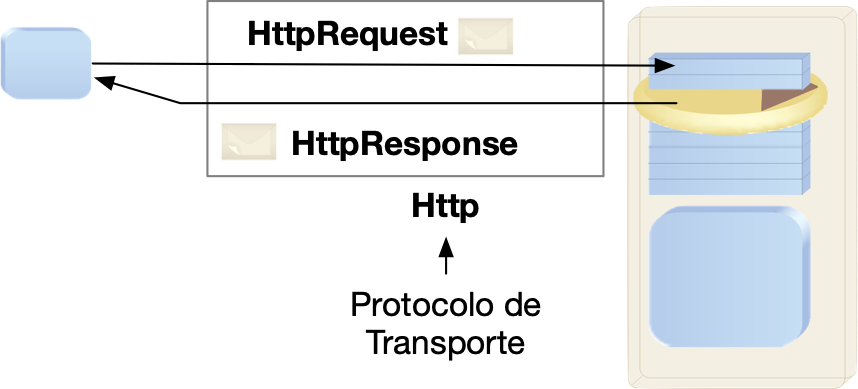 HttpRequest
HttpResponse
Http
Protocolo de
Transporte